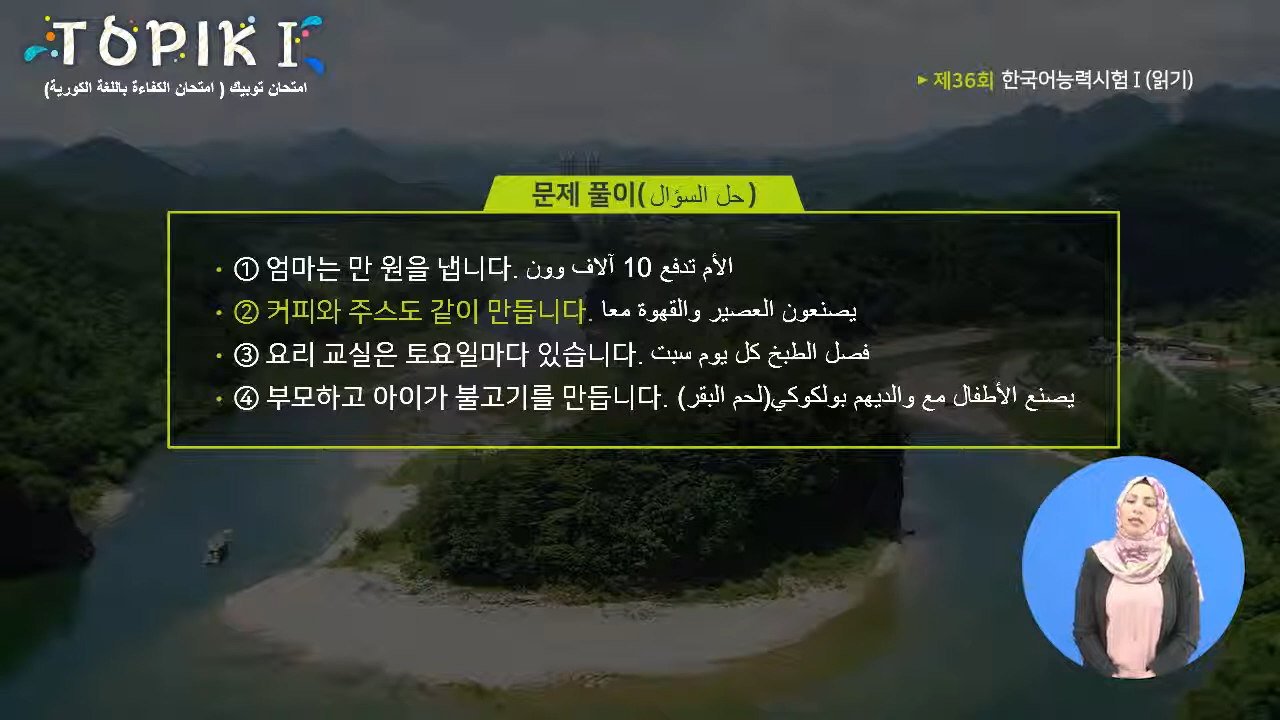 TOPIK I
امتحان توبيك ( امتحان الكفاءة باللغة الكورية)
▸ 제36회 한국어능력시험 I (읽기)
문제 풀이(حل السؤال)
• ① 엄마는 만 원을 냅니다. الأم تدفع 10 آلاف وون
• ② 커피와 주스도 같이 만듭니다. يصنعون العصير والقهوة معا
• ③ 요리 교실은 토요일마다 있습니다. فصل الطبخ كل يوم سبت
• ④ 부모하고 아이가 불고기를 만듭니다. يصنع الأطفال مع والديهم بولكوكي(لحم البقر)